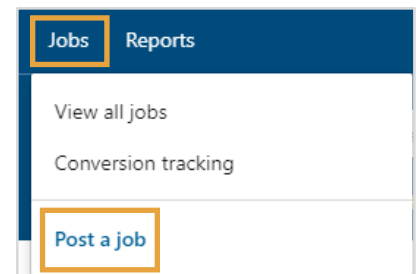 Jobs Reports
View all jobs
Conversion tracking
Post a job